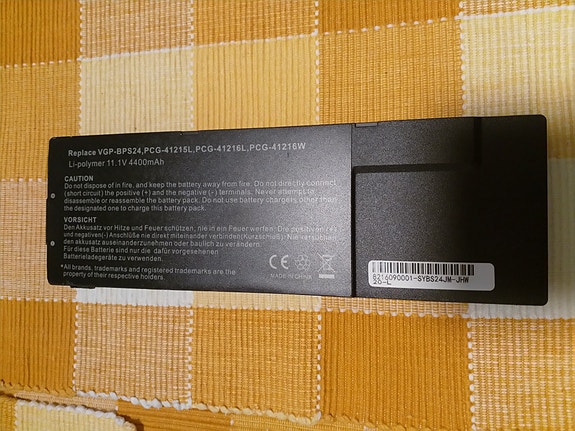 Replace VGP-BPS24,PCG-41215L,PCG-41216L,PCG-41216W
Li-polymer 11.1V 4400mAh
CAUTION
Do not dispose of in fire, and keep the battery away from fire; Do not directly connect
(short circuit) the positive (+) and the negative (-) terminals; Never attempt to
disassemble or reassemble the battery pack; Do not use battery chargers other than
the designated one to charge this battery pack.
VORSICHT
Den Akkusatz vor Hitze und Feuer schützen, nie in ein Feuer werfen; Die positiven (+)
und negativen(-) Anschlüße nie direkt miteinander verbinden(Kurzschluß); Nie versuchen
den akkusatz auseinanderzunehmen oder baulich zu verändern.
Für diese Batterie sind nur die dafür vorgesehenen
Batterieladegeräte zu verwenden.
*All brands, trademarks and registered trademarks are the
property of their respective holders.
CE
MADE IN CHINA
8216090001-SYBS24JM-JHW
20-L